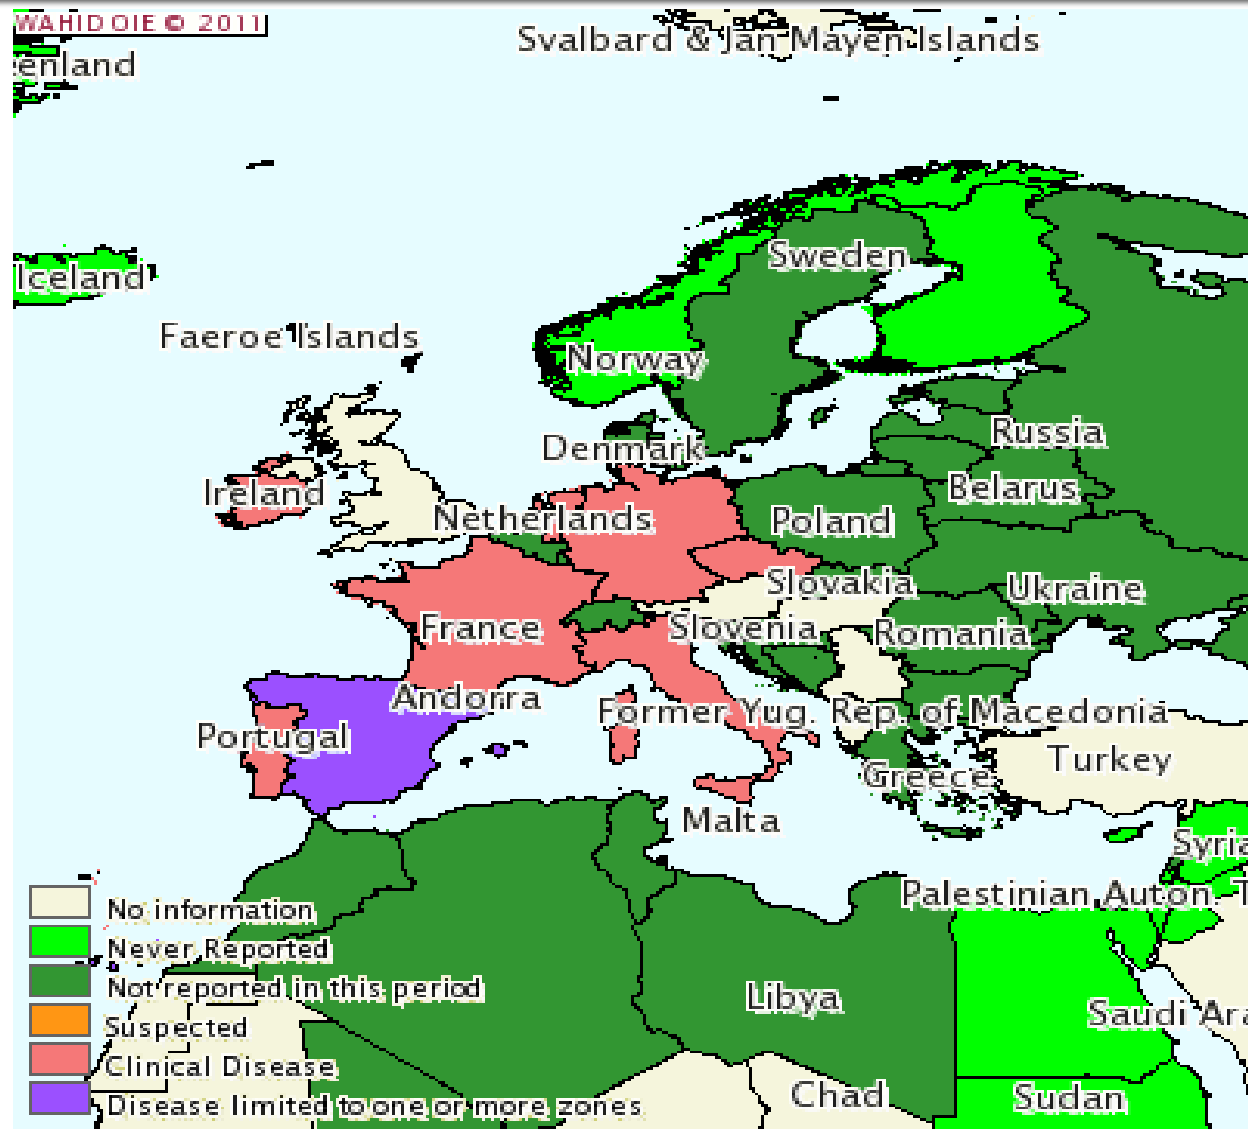 WAHID OIE © 2011
Svalbard & Jan Mayen Islands
enland
Sweden
Iceland
Faeroe Islands
Norway
Denmark
Russia
Ireland
Belarus
Netherlands
Poland
Slovakia
Ukraine
France
Slovenia
Romania
Andorra
Former Yug. Rep. of Macedonia
Portugal
Turkey
Greece
Malta
Syria
Palestinian Auton. T
No information
Never Reported
Not reported in this period
Libya
Saudi Ara
Suspected
Clinical Disease
Chad
Sudan
Disease limited to one or more zones